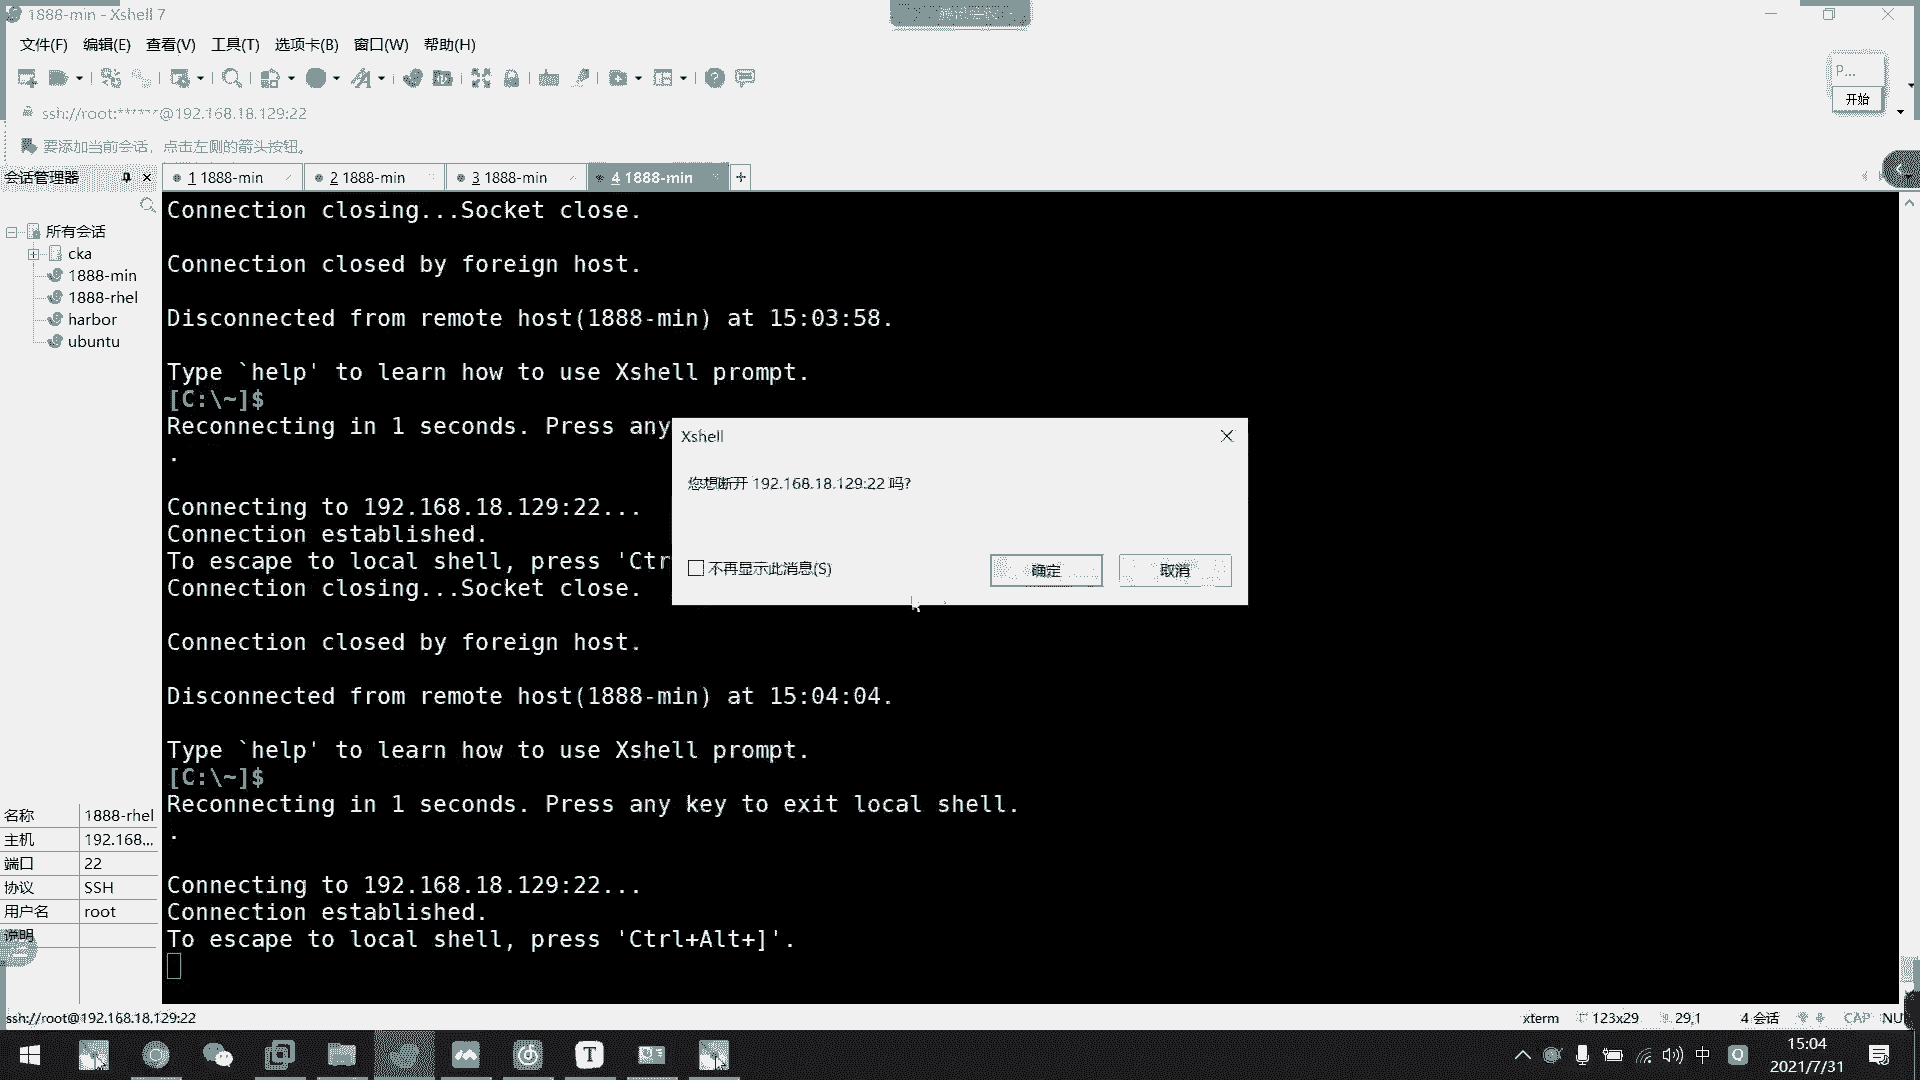 1888-min - Xshell 7
文件(F) 编辑(E) 查看(V) 工具(T) 选项卡(B) 窗口(W) 帮助(H)
P...
开始
ssh://root:******@192.168.18.129:22
要添加当前会话，点击左侧的箭头按钮。
会话管理器
1 1888-min
2 1888-min
3 1888-min
4 1888-min
所有会话
cka
1888-min
1888-rhel
harbor
ubuntu
Connection closing...Socket close.
Connection closed by foreign host.
Disconnected from remote host(1888-min) at 15:03:58.
Type `help' to learn how to use Xshell prompt.
[C:\~]$
Reconnecting in 1 seconds. Press any
.
Connecting to 192.168.18.129:22...
Connection established.
To escape to local shell, press 'Ctr
Connection closing...Socket close.
Connection closed by foreign host.
Disconnected from remote host(1888-min) at 15:04:04.
Type `help' to learn how to use Xshell prompt.
[C:\~]$
Reconnecting in 1 seconds. Press any key to exit local shell.
.
Connecting to 192.168.18.129:22...
Connection established.
To escape to local shell, press 'Ctrl+Alt+]'.
Xshell
您想断开 192.168.18.129:22 吗?
不再显示此消息(S)
确定
取消
名称 1888-rhel
主机 192.168...
端口 22
协议 SSH
用户名 root
说明
ssh://root@192.168.18.129:22
xterm 123x29 29,1 4 会话 CAP NU
中
15:04
2021/7/31